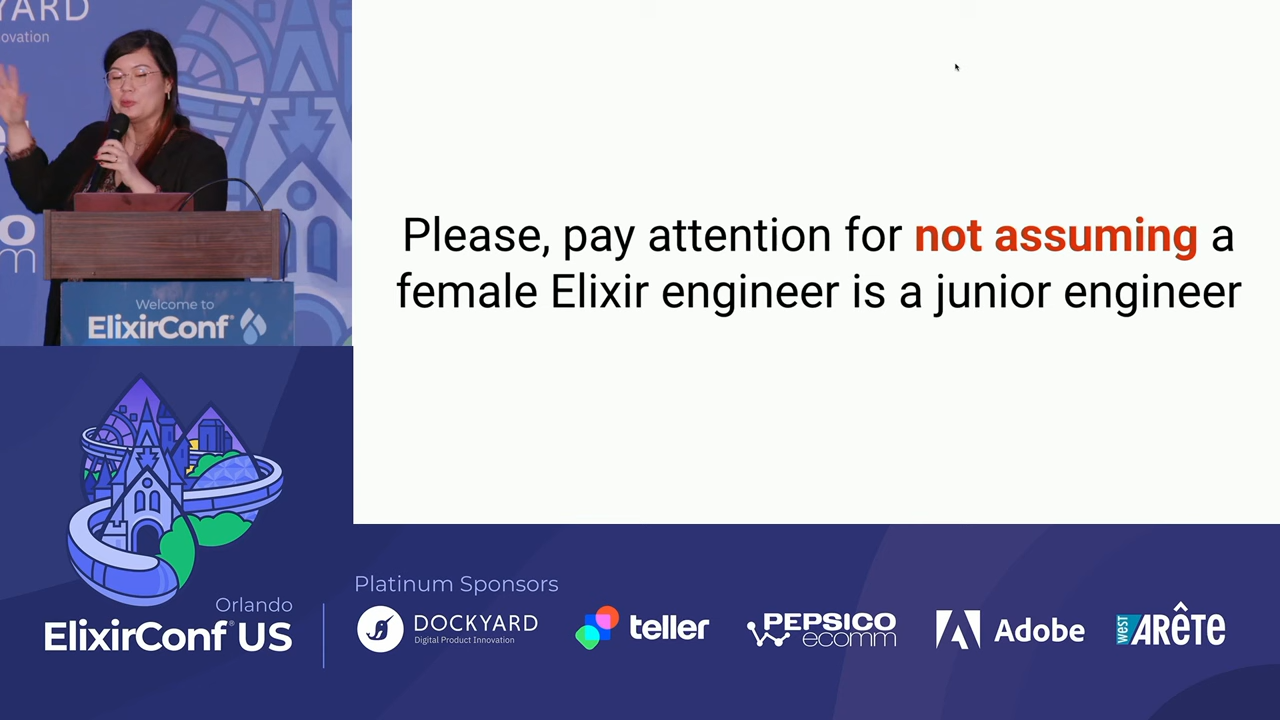 YARD
ovation
Welcome to
ElixirConf
Please, pay attention for not assuming a
female Elixir engineer is a junior engineer
Orlando
ElixirConf® US
Platinum Sponsors
DOCKYARD
Digital Product Innovation
teller
PEPSICO
ecomm
Adobe
west ARÊTE